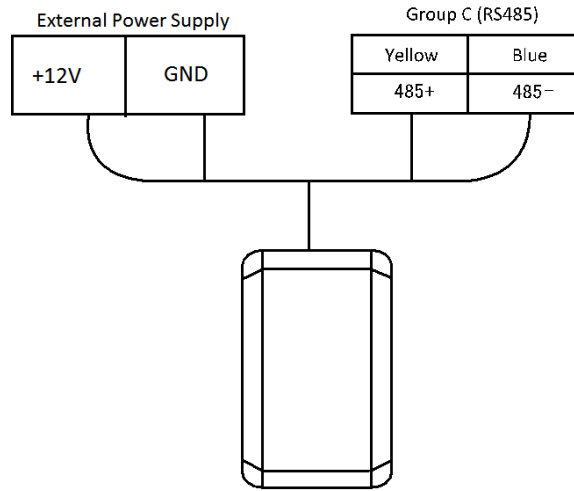 External Power Supply
+12V GND
Group C (RS485)
Yellow Blue
485+ 485−